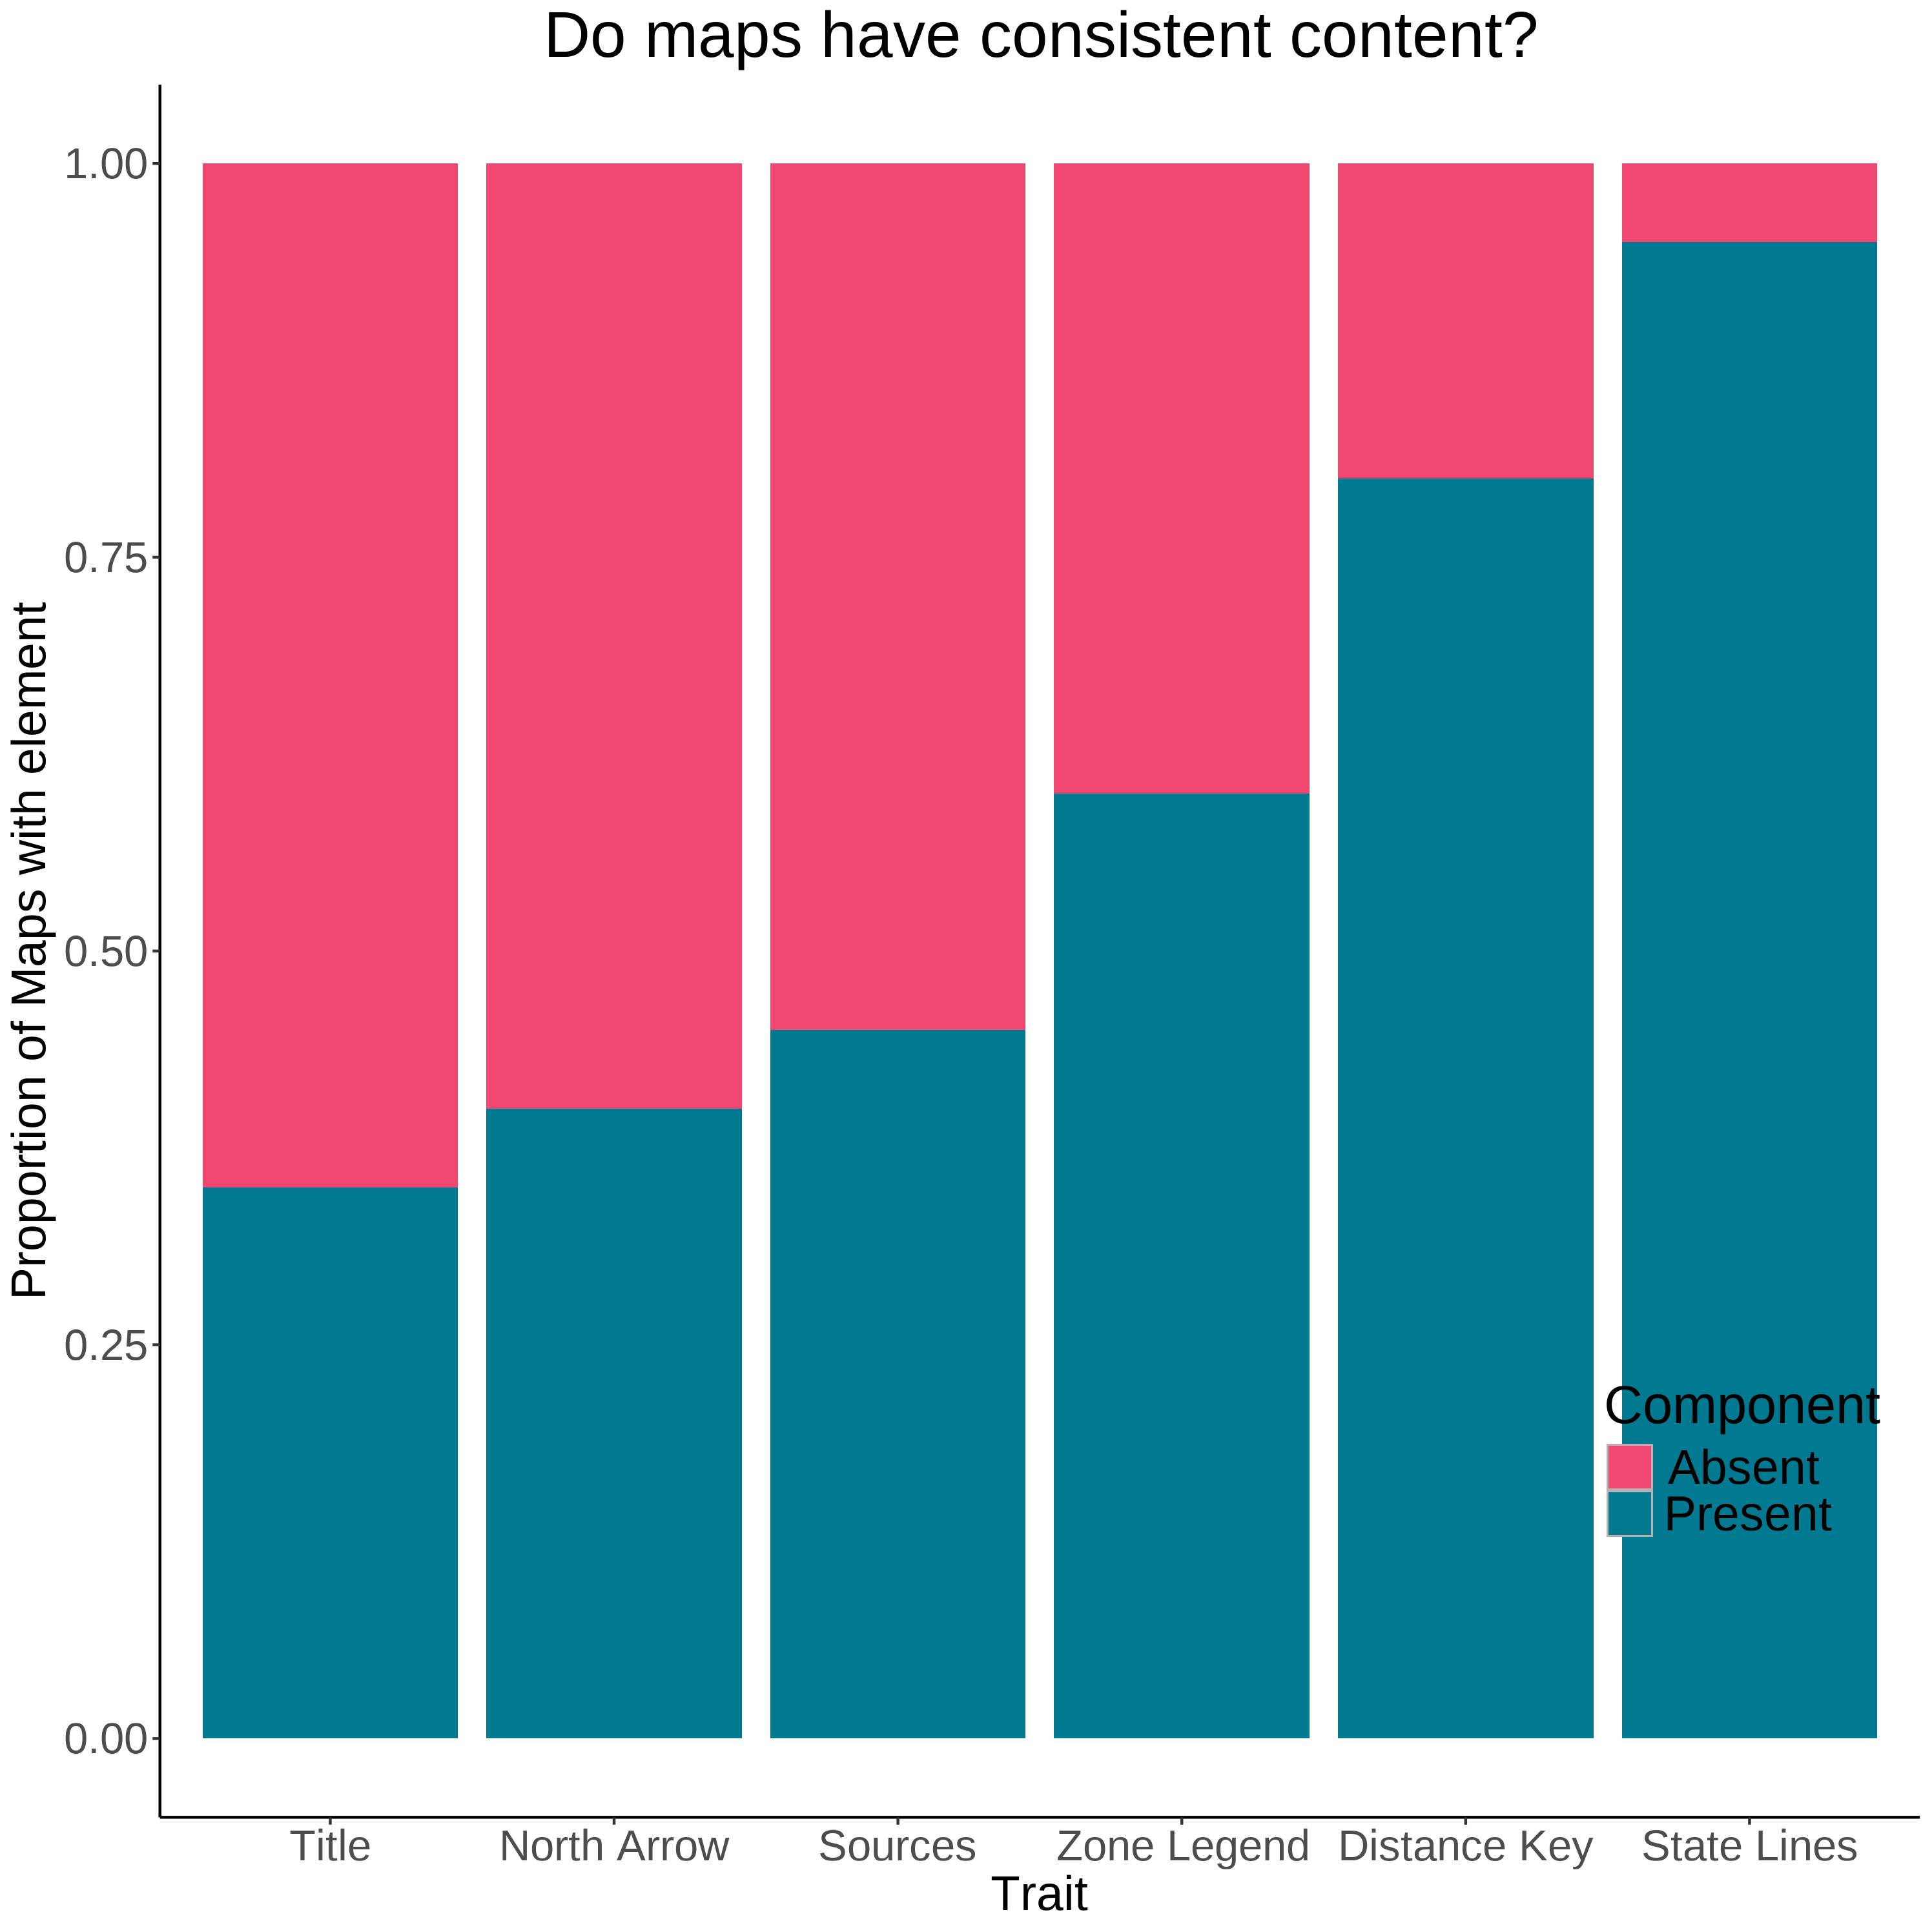 Do maps have consistent content?
Proportion of Maps with element
1.00
0.75
0.50
0.25
0.00
Component
Absent
Present
Title North Arrow Sources Zone Legend Distance Key State Lines
Trait